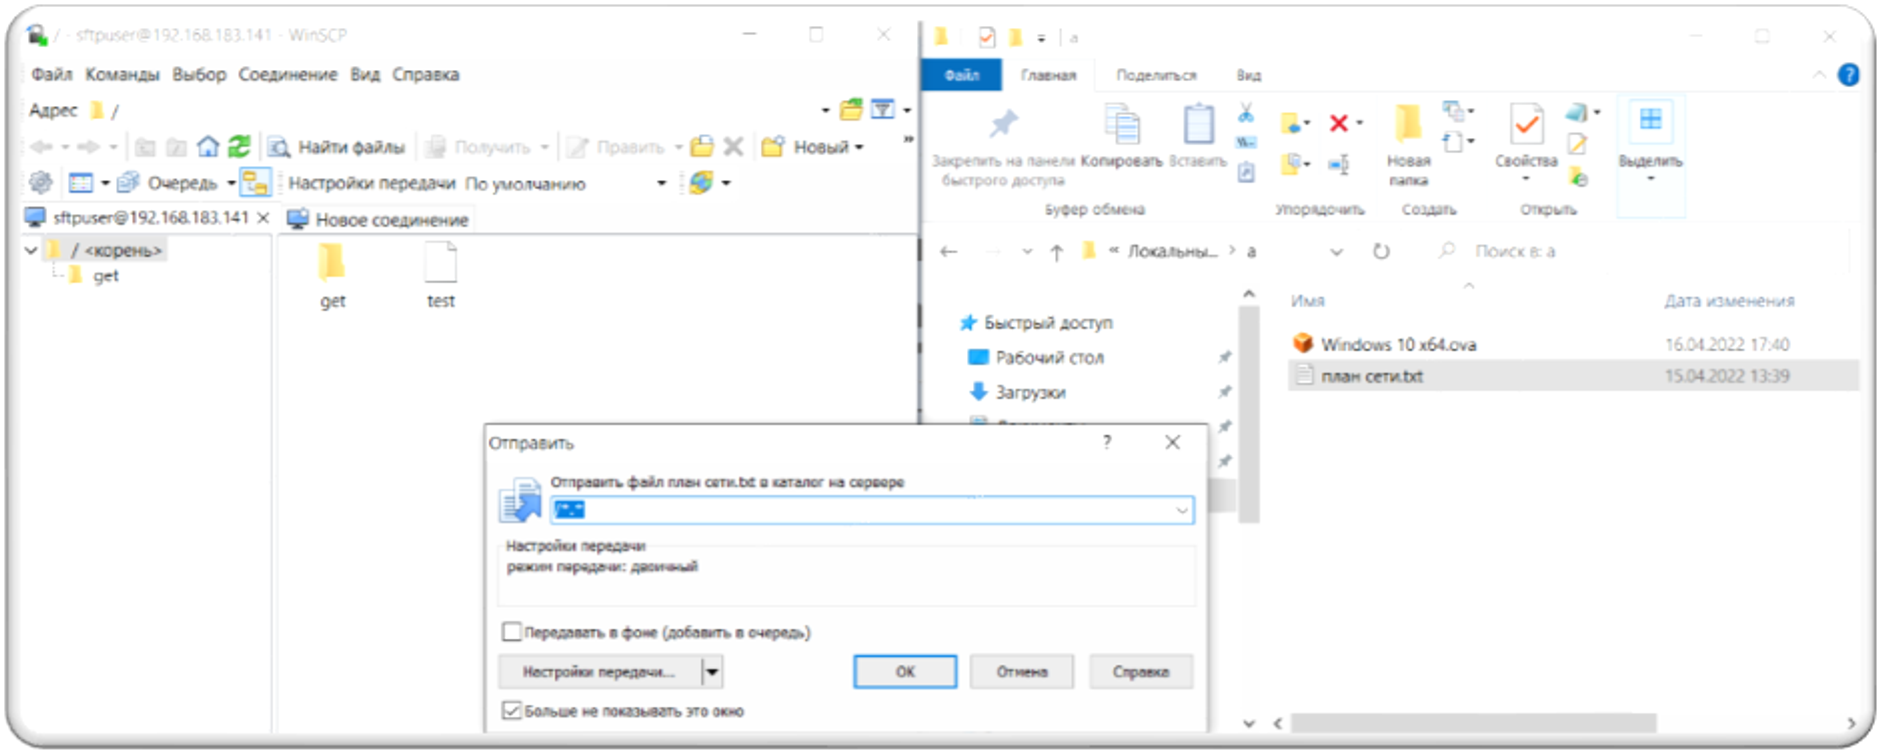 / - sftpuser@192.168.183.141 - WinSCP
Файл Команды Выбор Соединение Вид Справка
Адрес /
Найти файлы Получить Править Новый
Очередь Настройки передачи По умолчанию
sftpuser@192.168.183.141 Новое соединение
/ <корень>
get
get test
а
Файл Главная Поделиться Вид
Закрепить на панели быстрого доступа
Копировать
Вставить
Новая папка
Свойства
Выделить
Буфер обмена Упорядочить Создать Открыть
« Локальны... > а
Поиск в: а
Быстрый доступ
Рабочий стол
Загрузки
Имя Дата изменения
Windows 10 x64.ova 16.04.2022 17:40
план сети.txt 15.04.2022 13:39
Отправить ?
Отправить файл план сети.txt в каталог на сервере
/*.*
Настройки передачи
режим передачи: двоичный
Передавать в фоне (добавить в очередь)
Настройки передачи... ОК Отмена Справка
Больше не показывать это окно